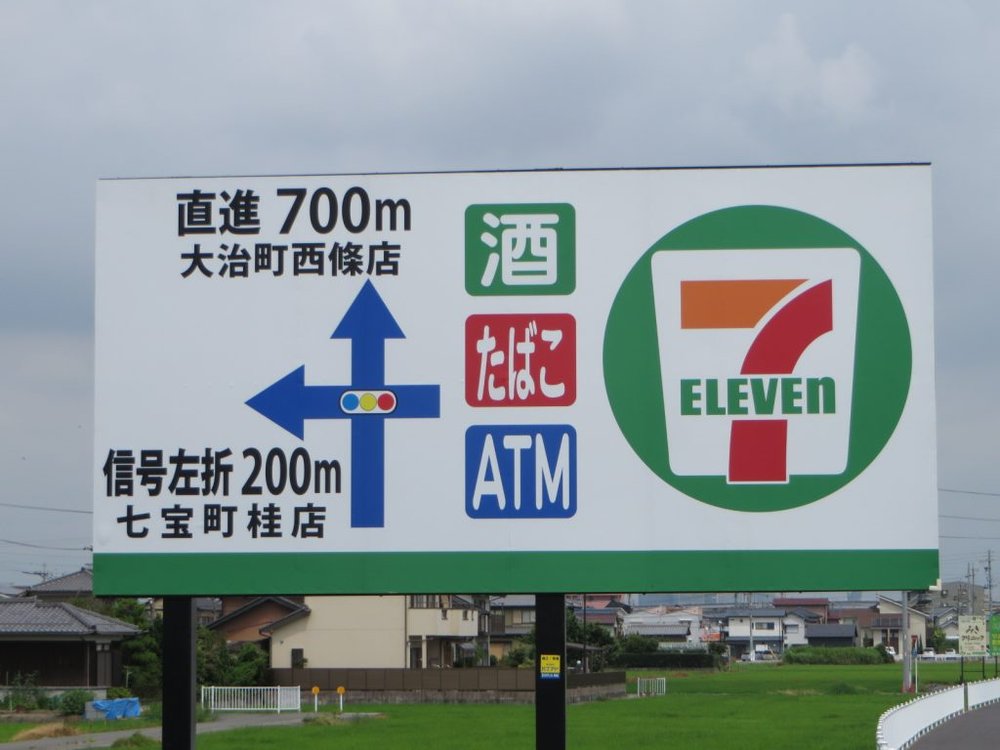 直進 700m
大治町西條店
信号左折 200m
七宝町桂店
酒
たばこ
ATM
7
ELEVEn